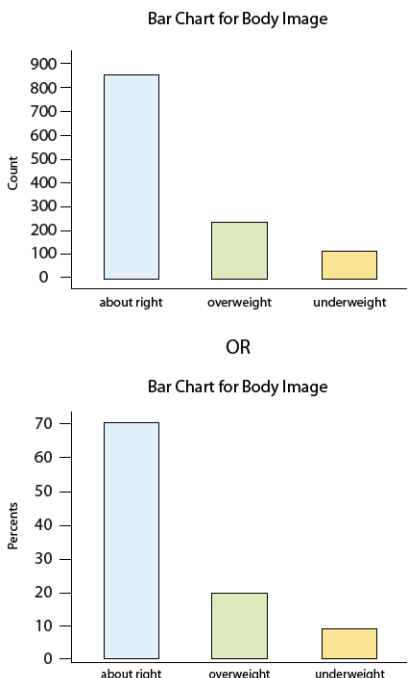 Bar Chart for Body Image
900
800
700
600
500
400
300
200
100
0
Count
about right overweight underweight
OR
Bar Chart for Body Image
70
60
50
40
30
20
10
0
Percents
about right overweight underweight